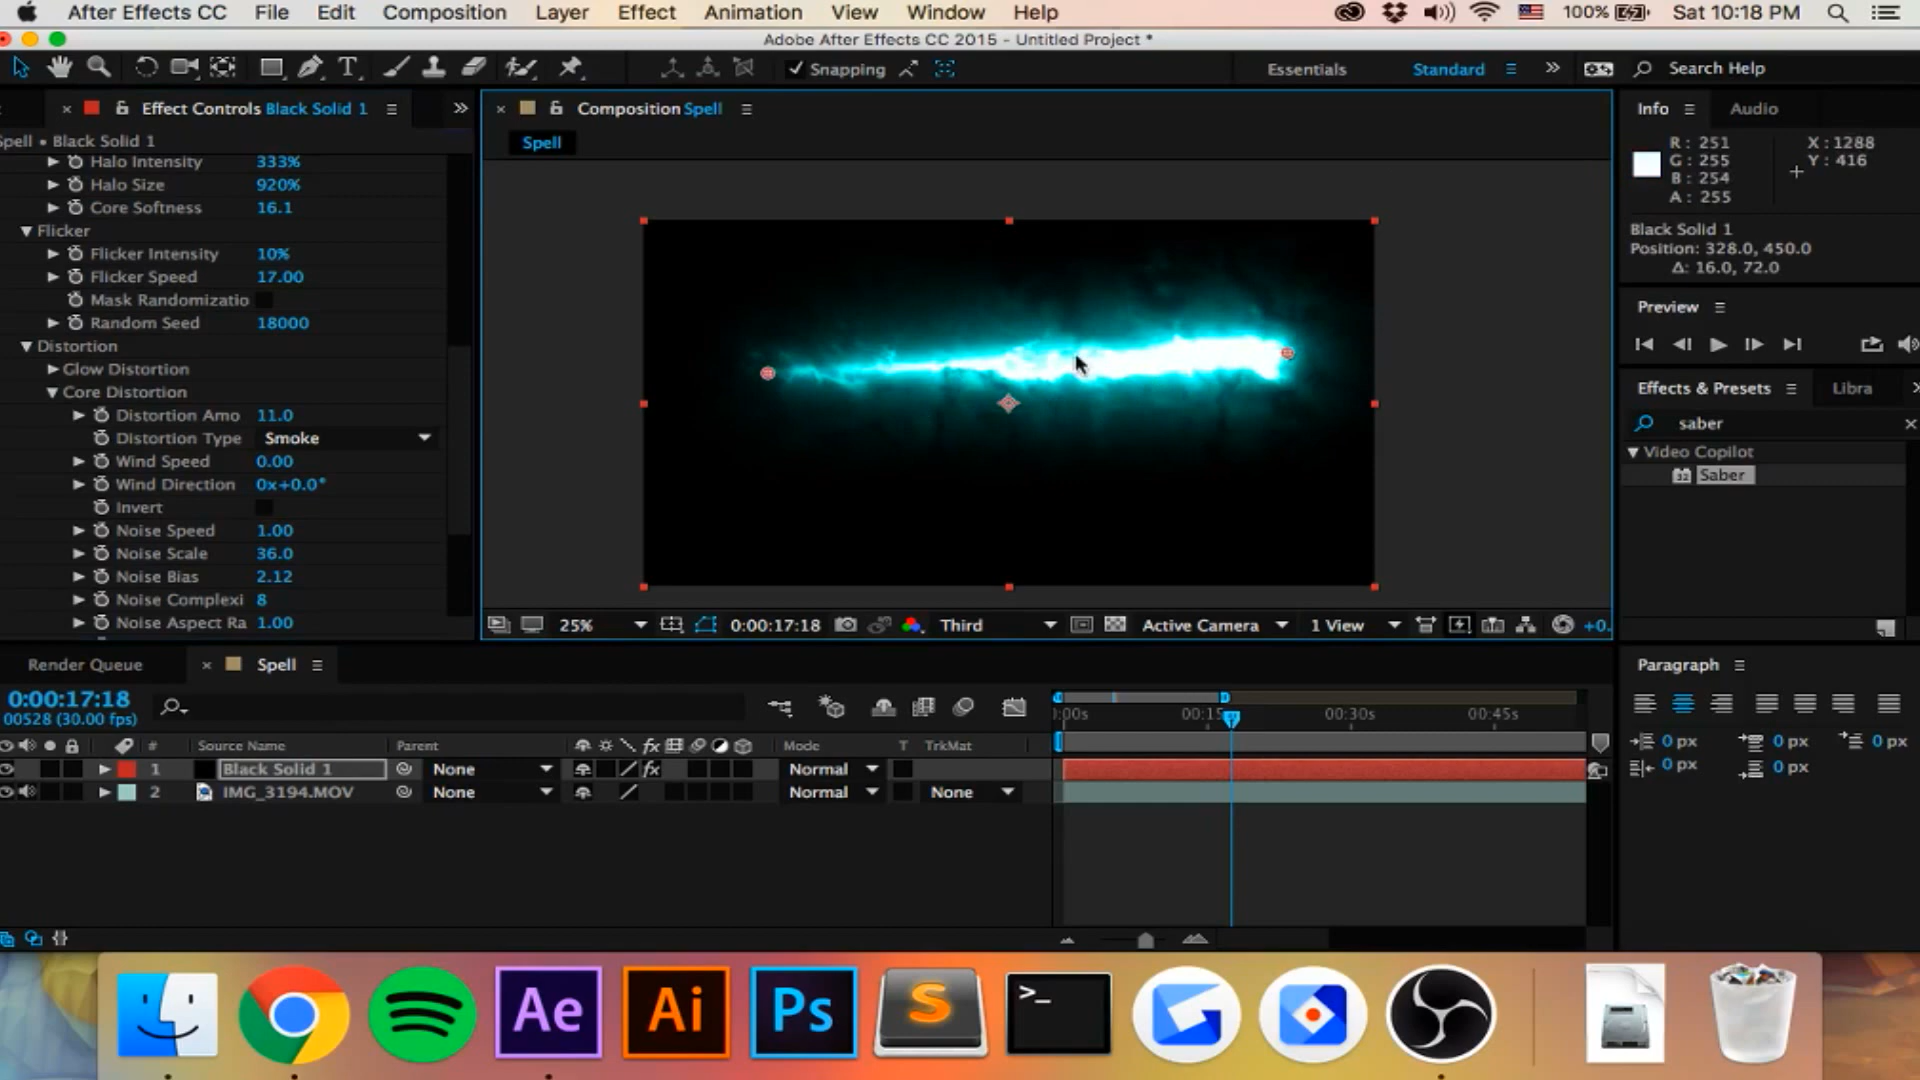 After Effects CC File Edit Composition Layer Effect Animation View Window Help 100% Sat 10:18 PM
Adobe After Effects CC 2015 - Untitled Project *
T Snapping Essentials Standard Search Help
Effect Controls Black Solid 1
Composition Spell
Info Audio
Spell • Black Solid 1
Spell
R : 251 X : 1288
G : 255 Y : 416
B : 254
A : 255
Halo Intensity 333%
Halo Size 920%
Core Softness 16.1
Flicker
Flicker Intensity 10%
Flicker Speed 17.00
Mask Randomizatio
Random Seed 18000
Distortion
Glow Distortion
Core Distortion
Distortion Amo 11.0
Distortion Type Smoke
Wind Speed 0.00
Wind Direction 0x+0.0°
Invert
Noise Speed 1.00
Noise Scale 36.0
Noise Bias 2.12
Noise Complexi 8
Noise Aspect Ra 1.00
Black Solid 1
Position: 328.0, 450.0
Δ: 16.0, 72.0
Preview
Effects & Presets Libra
saber
Video Copilot
32 Saber
25% 0:00:17:18 Third Active Camera 1 View +0.
Render Queue Spell
Paragraph
0:00:17:18
00528 (30.00 fps)
):00s 00:15 00:30s 00:45s
# Source Name Parent fx Mode T TrkMat
1 Black Solid 1 None fx Normal
2 IMG_3194.MOV None Normal None
0 px 0 px 0 px
0 px 0 px
Ae Ai Ps S >_